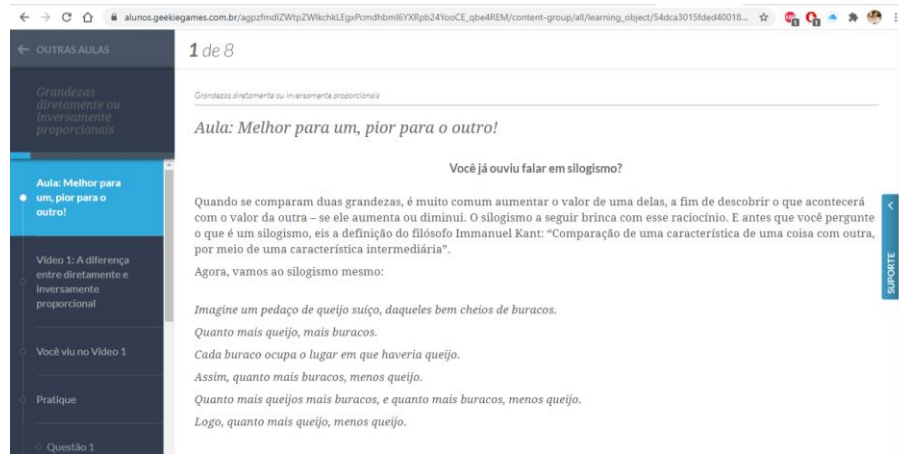 alunos.geekiegames.com.br/
OUTRAS AULAS
1 de 8
Grandezas
diretamente ou
inversamente
proporcionais
Grandezas diretamente ou inversamente proporcionais
Aula: Melhor para um, pior para o outro!
Você já ouviu falar em silogismo?
Aula: Melhor para
um, pior para o
outro!
Quando se comparam duas grandezas, é muito comum aumentar o valor de uma delas, a fim de descobrir o que acontecerá
com o valor da outra – se ele aumenta ou diminui. O silogismo a seguir brinca com esse raciocínio. E antes que você pergunte
o que é um silogismo, eis a definição do filósofo Immanuel Kant: “Comparação de uma característica de uma coisa com outra,
por meio de uma característica intermediária”.
Agora, vamos ao silogismo mesmo:
Vídeo 1: A diferença
entre diretamente e
inversamente
proporcional
Imagine um pedaço de queijo suíço, daqueles bem cheios de buracos.
Quanto mais queijo, mais buracos.
Cada buraco ocupa o lugar em que haveria queijo.
Assim, quanto mais buracos, menos queijo.
Quanto mais queijos mais buracos, e quanto mais buracos, menos queijo.
Logo, quanto mais queijo, menos queijo.
Você viu no Vídeo 1
Pratique
Questão 1
SUPORTE